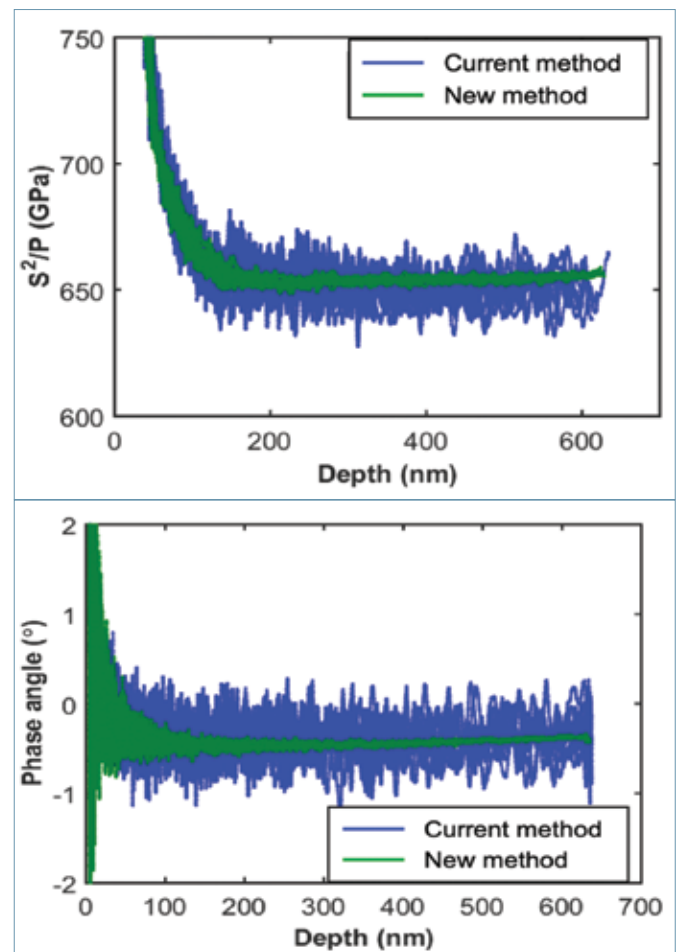 750
700
650
600
S²/P (GPa)
Current method
New method
0 200 400 600
Depth (nm)
2
1
0
-1
-2
Phase angle (°)
Current method
New method
0 100 200 300 400 500 600 700
Depth (nm)